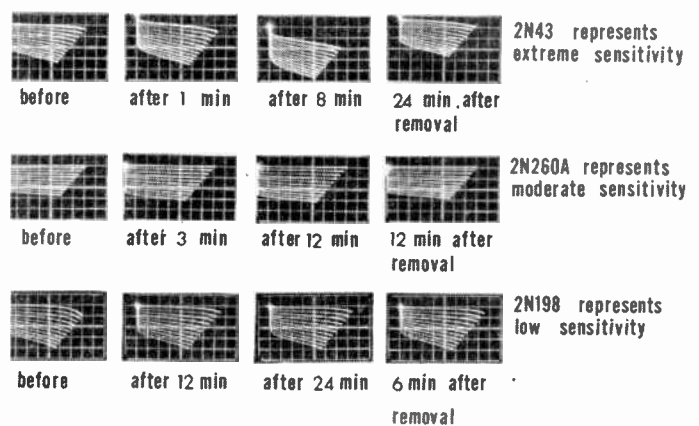 2N43 represents
extreme sensitivity
before
after 1 min
after 8 min
24 min. after
removal
2N260A represents
moderate sensitivity
before
after 3 min
after 12 min
12 min after
removal
2N198 represents
low sensitivity
before
after 12 min
after 24 min
6 min after
removal